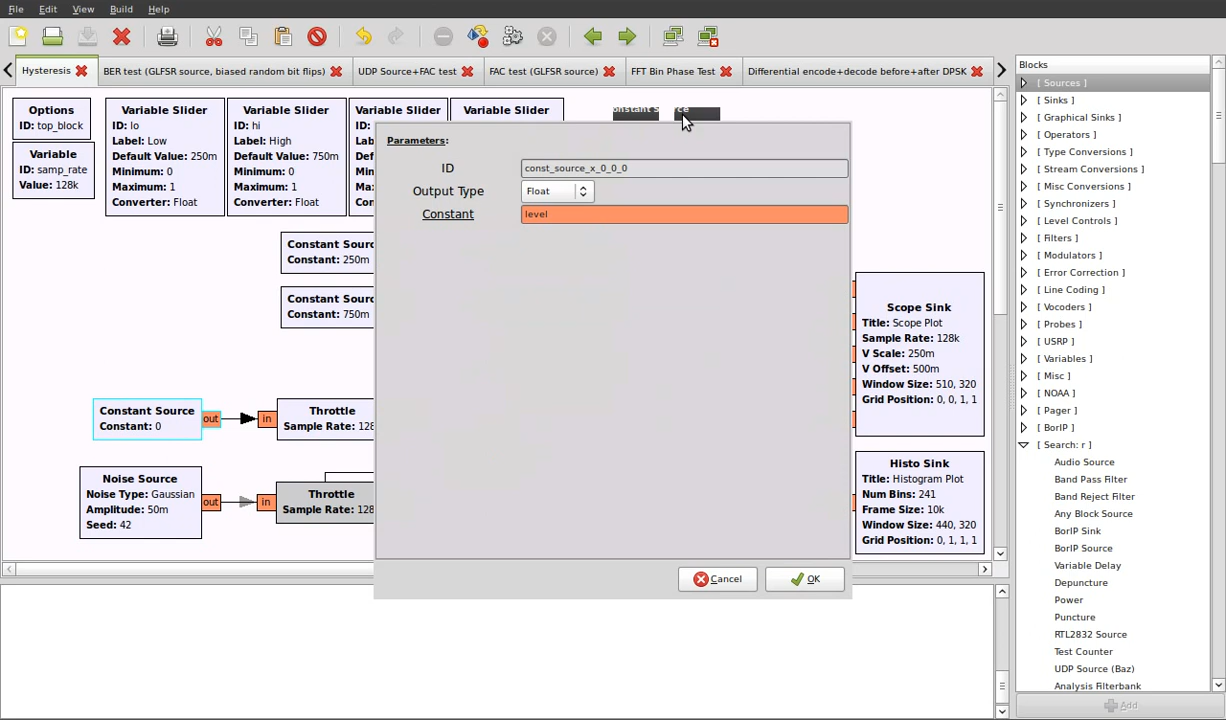 File Edit View Build Help
Hysteresis
BER test (GLFSR source, biased random bit flips)
UDP Source+FAC test
FAC test (GLFSR source)
FFT Bin Phase Test
Differential encode+decode before+after DPSK
Options
ID: top_block
Variable
ID: samp_rate
Value: 128k
Variable Slider
ID: lo
Label: Low
Default Value: 250m
Minimum: 0
Maximum: 1
Converter: Float
Variable Slider
ID: hi
Label: High
Default Value: 750m
Minimum: 0
Maximum: 1
Converter: Float
Variable Slider
ID:
Variable Slider
Parameters:
ID const_source_x_0_0_0
Output Type Float
Constant level
Cancel OK
Constant: 250m
Constant: 750m
Constant Source
Constant: 0
out
in
Throttle
Noise Source
Noise Type: Gaussian
Amplitude: 50m
Seed: 42
out
in
Throttle
Scope Sink
Title: Scope Plot
Sample Rate: 128k
V Scale: 250m
V Offset: 500m
Window Size: 510, 320
Grid Position: 0, 0, 1, 1
Histo Sink
Title: Histogram Plot
Num Bins: 241
Frame Size: 10k
Window Size: 440, 320
Grid Position: 0, 1, 1, 1
Blocks
[ Sources ]
[ Sinks ]
[ Graphical Sinks ]
[ Operators ]
[ Type Conversions ]
[ Stream Conversions ]
[ Misc Conversions ]
[ Synchronizers ]
[ Level Controls ]
[ Filters ]
[ Modulators ]
[ Error Correction ]
[ Line Coding ]
[ Vocoders ]
[ Probes ]
[ USRP ]
[ Variables ]
[ Misc ]
[ NOAA ]
[ Pager ]
[ BorIP ]
[ Search: r ]
Audio Source
Band Pass Filter
Band Reject Filter
Any Block Source
BorIP Sink
BorIP Source
Variable Delay
Depuncture
Power
Puncture
RTL2832 Source
Test Counter
UDP Source (Baz)
Analysis Filterbank
Add